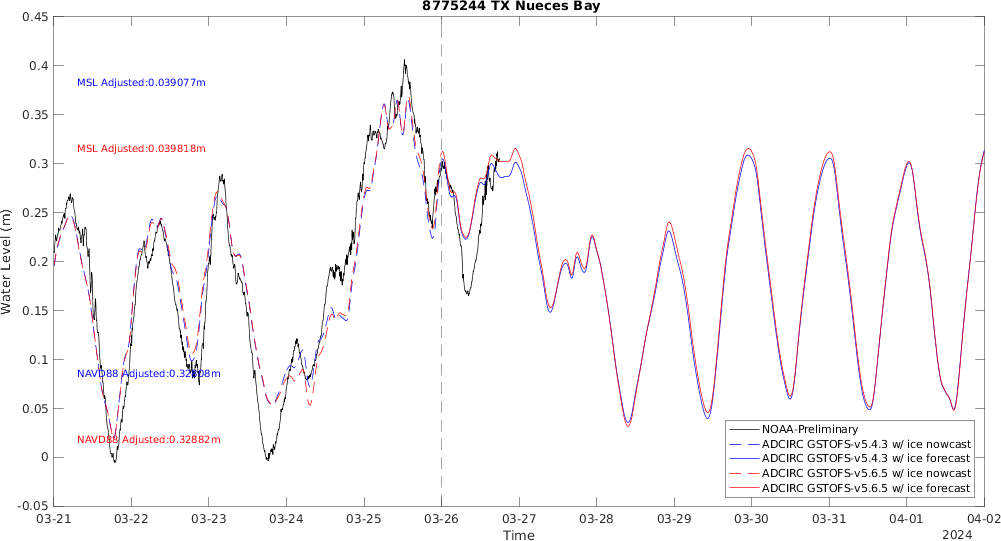 8775244 TX Nueces Bay
Water Level (m)
0.45
0.4
0.35
0.3
0.25
0.2
0.15
0.1
0.05
0
-0.05
MSL Adjusted:0.039077m
MSL Adjusted:0.039818m
NAVD88 Adjusted:0.32808m
NAVD88 Adjusted:0.32882m
NOAA-Preliminary
ADCIRC GSTOFS-v5.4.3 w/ ice nowcast
ADCIRC GSTOFS-v5.4.3 w/ ice forecast
ADCIRC GSTOFS-v5.6.5 w/ ice nowcast
ADCIRC GSTOFS-v5.6.5 w/ ice forecast
03-21 03-22 03-23 03-24 03-25 03-26 03-27 03-28 03-29 03-30 03-31 04-01 04-02
Time
2024